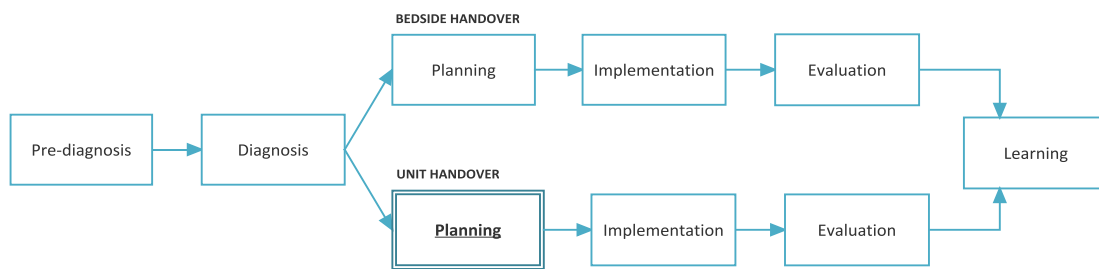 BEDSIDE HANDOVER
Planning
Implementation
Evaluation
Pre-diagnosis
Diagnosis
Learning
UNIT HANDOVER
Planning
Implementation
Evaluation